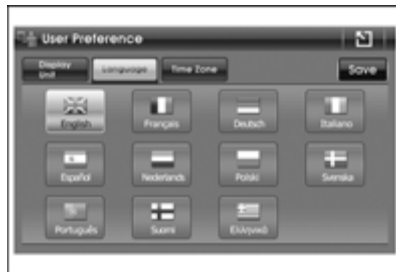 User Preference
Display Unit
Language
Time Zone
Save
English
Français
Deutsch
Italiano
Español
Nederlands
Polski
Svenska
Português
Suomi
Ελληνικά